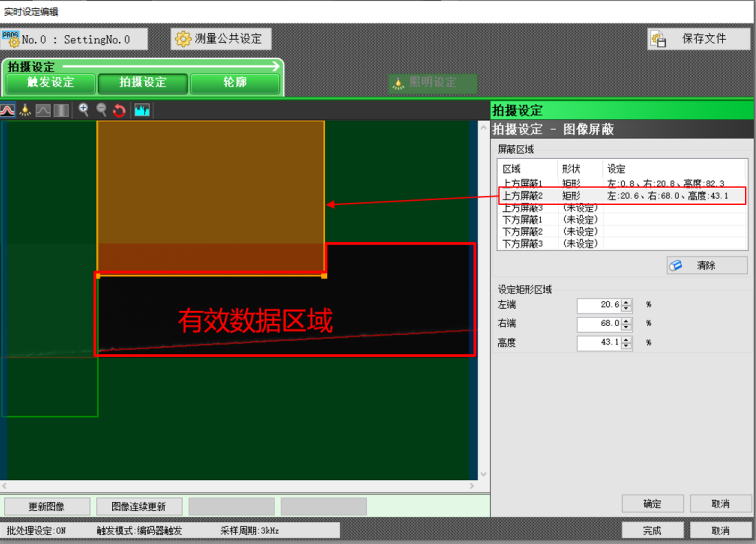 实时设定编辑
PROG No.0 : SettingNo.0
测量公共设定
保存文件
拍摄设定
触发设定
拍摄设定
轮廓
照明设定
拍摄设定
拍摄设定 - 图像屏蔽
屏蔽区域
区域 形状 设定
上方屏蔽1 矩形 左:0.8、右:20.8、高度:82.3
上方屏蔽2 矩形 左:20.6、右:68.0、高度:43.1
上方屏蔽3 (未设定)
下方屏蔽1 (未设定)
下方屏蔽2 (未设定)
下方屏蔽3 (未设定)
清除
设定矩形区域
左端 20.6 %
右端 68.0 %
高度 43.1 %
有效数据区域
确定
取消
更新图像
图像连续更新
批处理设定:ON 触发模式:编码器触发 采样周期:3kHz
完成
取消